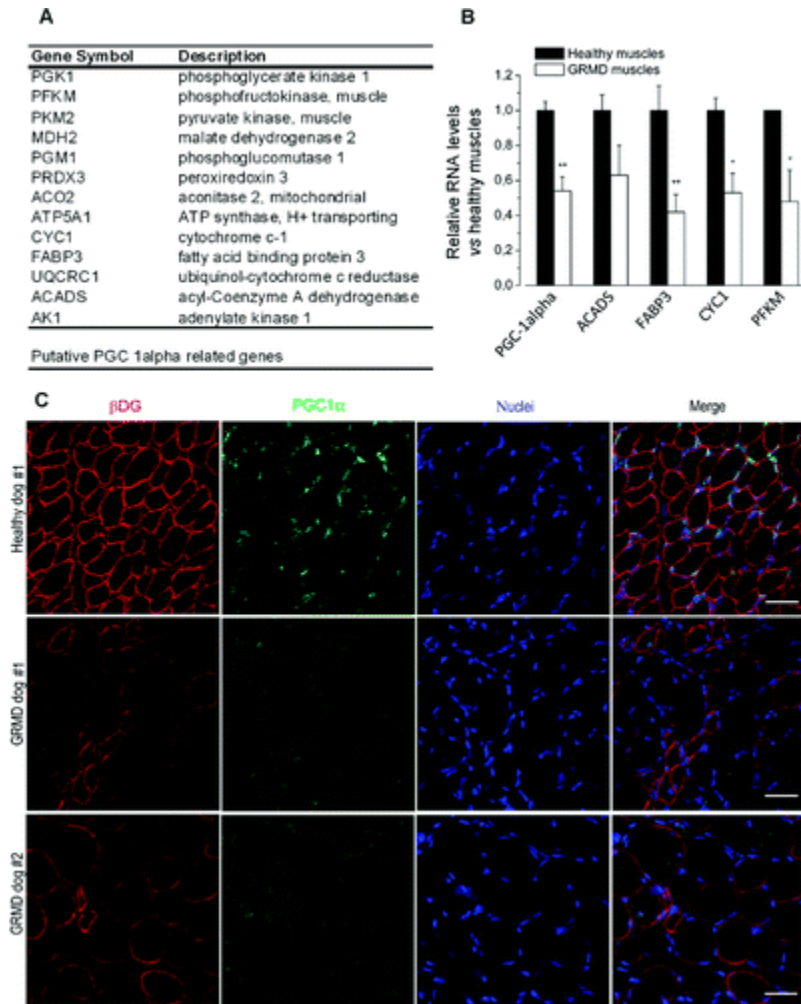 A
Gene Symbol Description
PGK1 phosphoglycerate kinase 1
PFKM phosphofructokinase, muscle
PKM2 pyruvate kinase, muscle
MDH2 malate dehydrogenase 2
PGM1 phosphoglucomutase 1
PRDX3 peroxiredoxin 3
ACO2 aconitase 2, mitochondrial
ATP5A1 ATP synthase, H+ transporting
CYC1 cytochrome c-1
FABP3 fatty acid binding protein 3
UQCRC1 ubiquinol-cytochrome c reductase
ACADS acyl-Coenzyme A dehydrogenase
AK1 adenylate kinase 1
Putative PGC 1alpha related genes
B
Healthy muscles
GRMD muscles
Relative RNA levels
vs healthy muscles
1,2
1,0
0,8
0,6
0,4
0,2
0,0
** * ** * *
PGC-1alpha ACADS FABP3 CYC1 PFKM
C
βDG PGC1α Nuclei Merge
Healthy dog #1
GRMD dog #1
GRMD dog #2